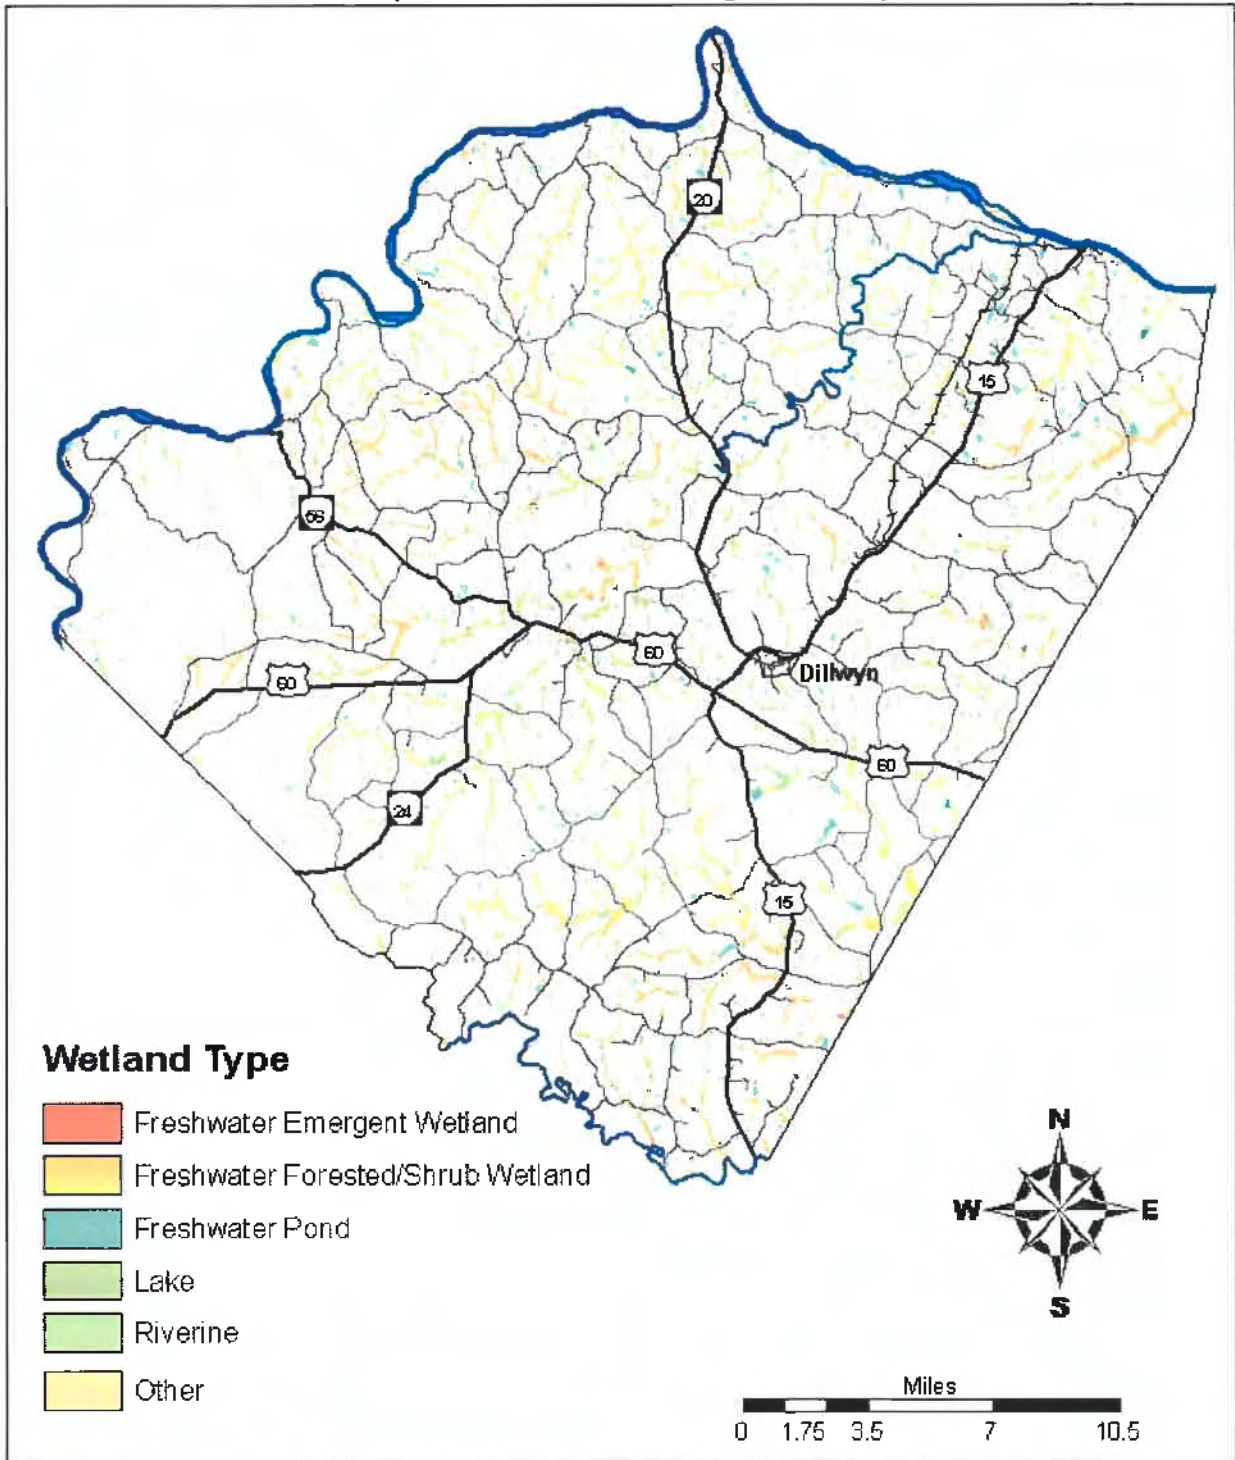 20
15
56
60
60
Dillwyn
60
24
15
Wetland Type
Freshwater Emergent Wetland
Freshwater Forested/Shrub Wetland
Freshwater Pond
Lake
Riverine
Other
N
W E
S
Miles
0 1.75 3.5 7 10.5